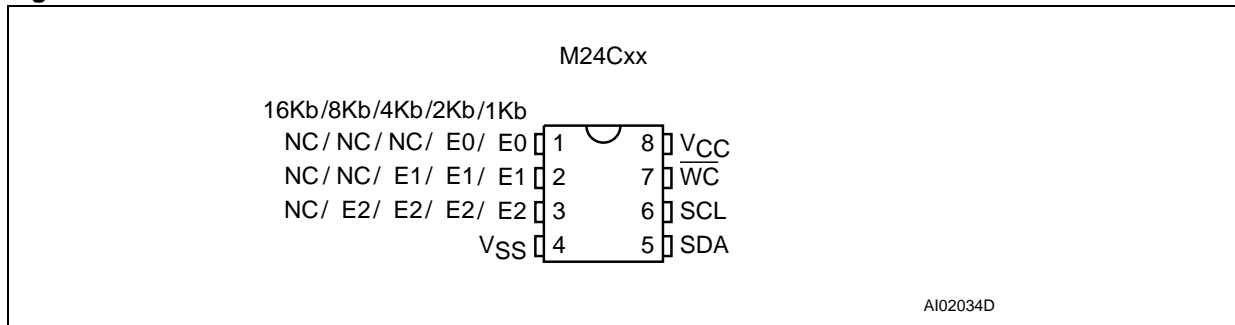 M24Cxx
16Kb/8Kb/4Kb/2Kb/1Kb
NC/ NC/ NC/ E0/ E0 1 8 VCC
NC/ NC/ E1/ E1/ E1 2 7 W̅C̅
NC/ E2/ E2/ E2/ E2 3 6 SCL
VSS 4 5 SDA
AI02034D